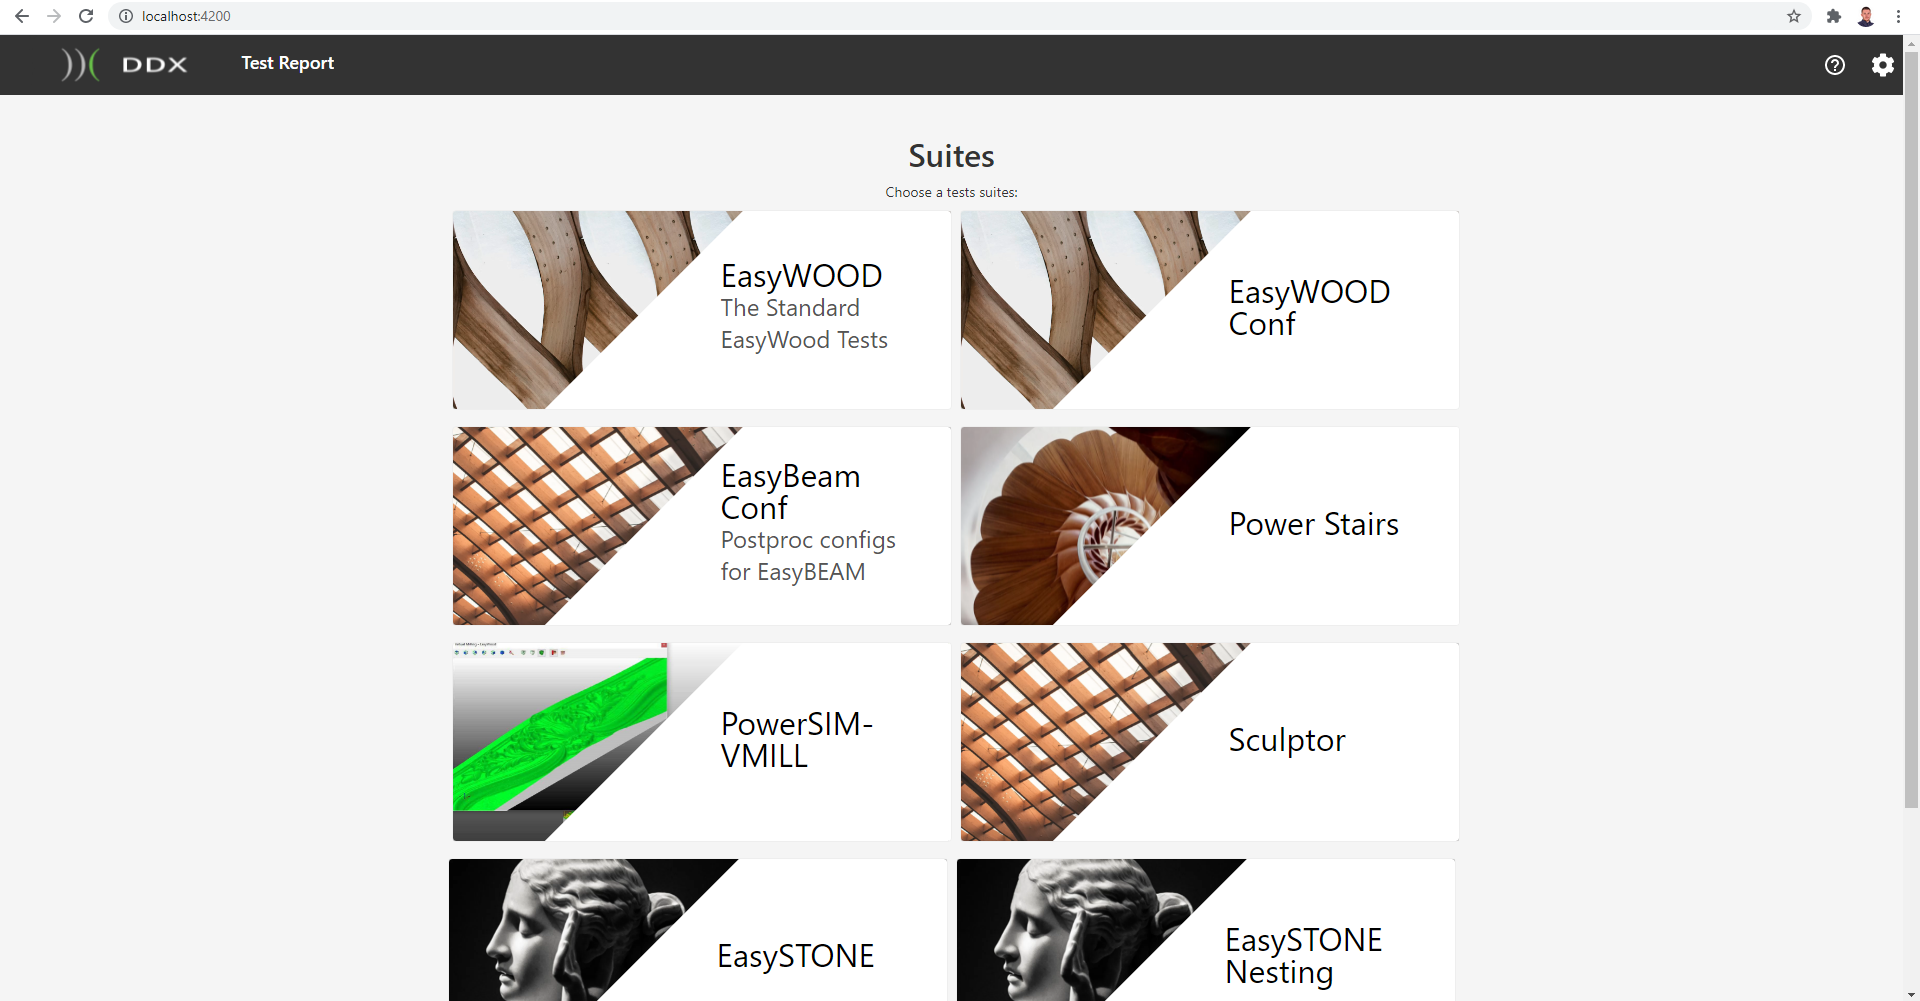 localhost:4200
DDX
Test Report
Suites
Choose a tests suites:
EasyWOOD
The Standard
EasyWood Tests
EasyWOOD
Conf
EasyBeam
Conf
Postproc configs
for EasyBEAM
Power Stairs
PowerSIM-
VMILL
Sculptor
EasySTONE
EasySTONE
Nesting